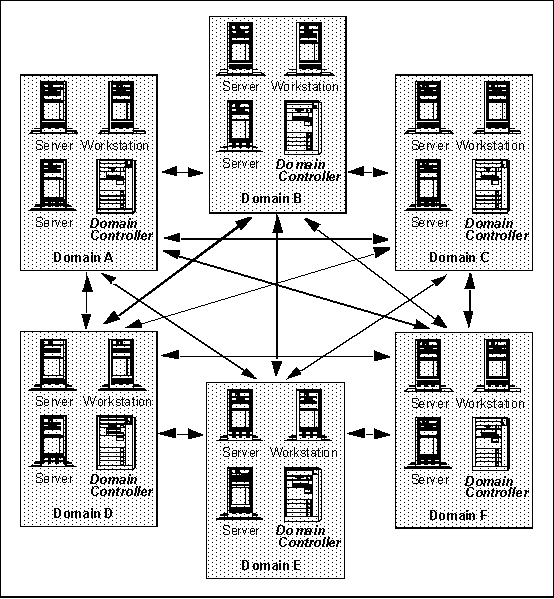 Server Workstation
Server Domain
Controller
Domain B
Server Workstation
Server Domain
Controller
Domain A
Server Workstation
Server Domain
Controller
Domain C
Server Workstation
Server Domain
Controller
Domain D
Server Workstation
Server Domain
Controller
Domain E
Server Workstation
Server Domain
Controller
Domain F